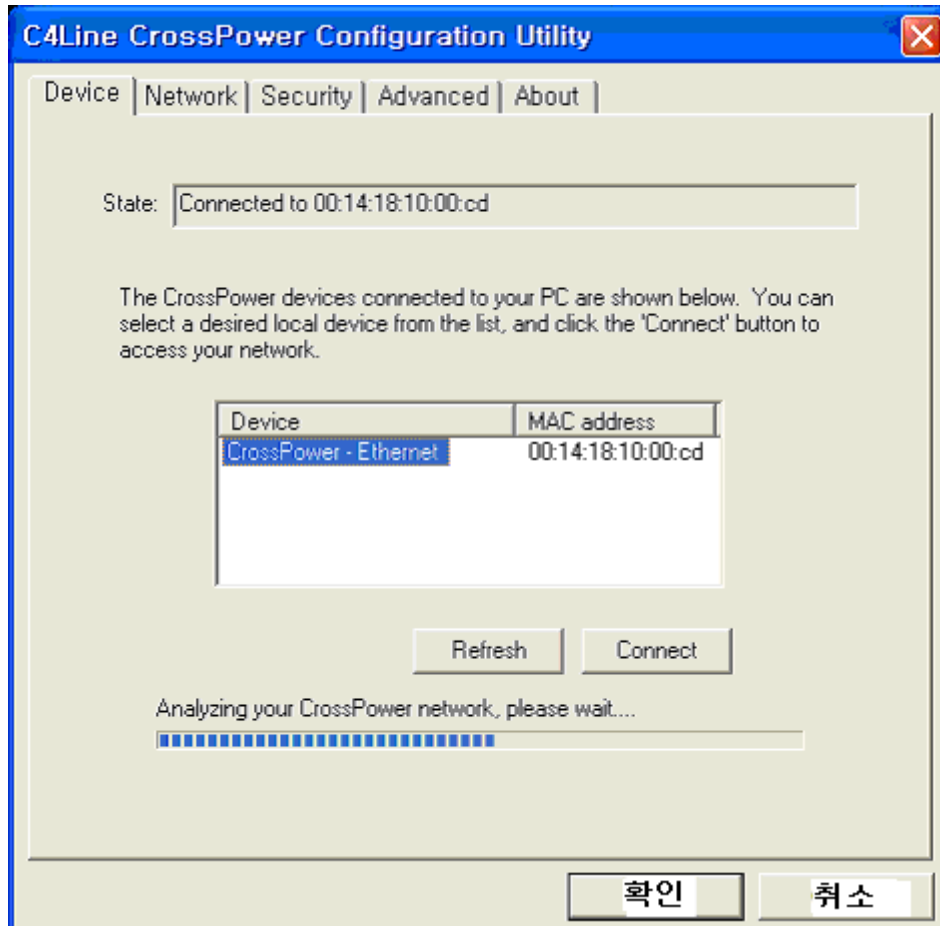 C4Line CrossPower Configuration Utility
Device Network Security Advanced About
State: Connected to 00:14:18:10:00:cd
The CrossPower devices connected to your PC are shown below. You can
select a desired local device from the list, and click the 'Connect' button to
access your network.
Device MAC address
CrossPower - Ethernet 00:14:18:10:00:cd
Refresh Connect
Analyzing your CrossPower network, please wait....
확인 취소